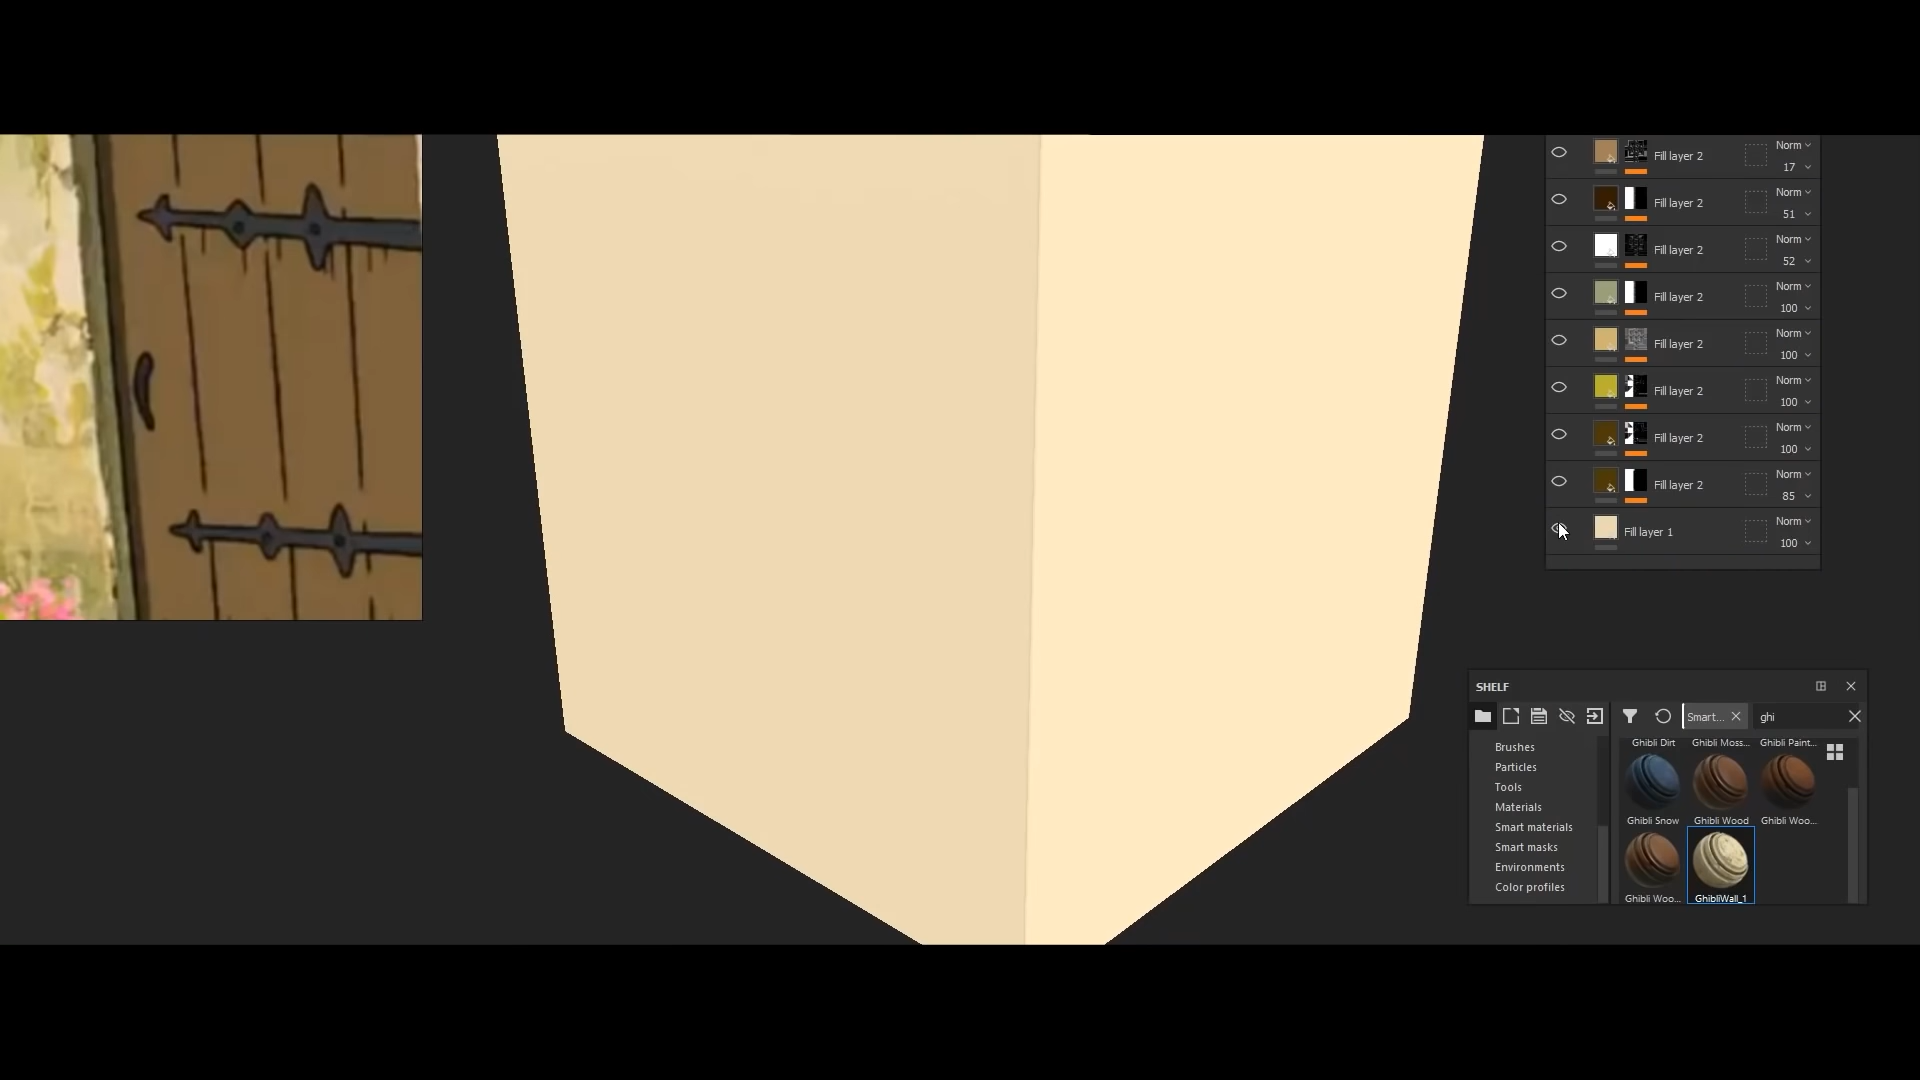 Norm
Fill layer 2
17
Norm
Fill layer 2
51
Norm
Fill layer 2
52
Norm
Fill layer 2
100
Norm
Fill layer 2
100
Norm
Fill layer 2
100
Norm
Fill layer 2
100
Norm
Fill layer 2
85
Norm
Fill layer 1
100
SHELF
Smart... ghi
Brushes
Particles
Tools
Materials
Smart materials
Smart masks
Environments
Color profiles
Ghibli Dirt Ghibli Moss... Ghibli Paint...
Ghibli Snow Ghibli Wood Ghibli Woo...
Ghibli Woo... GhibliWall_1